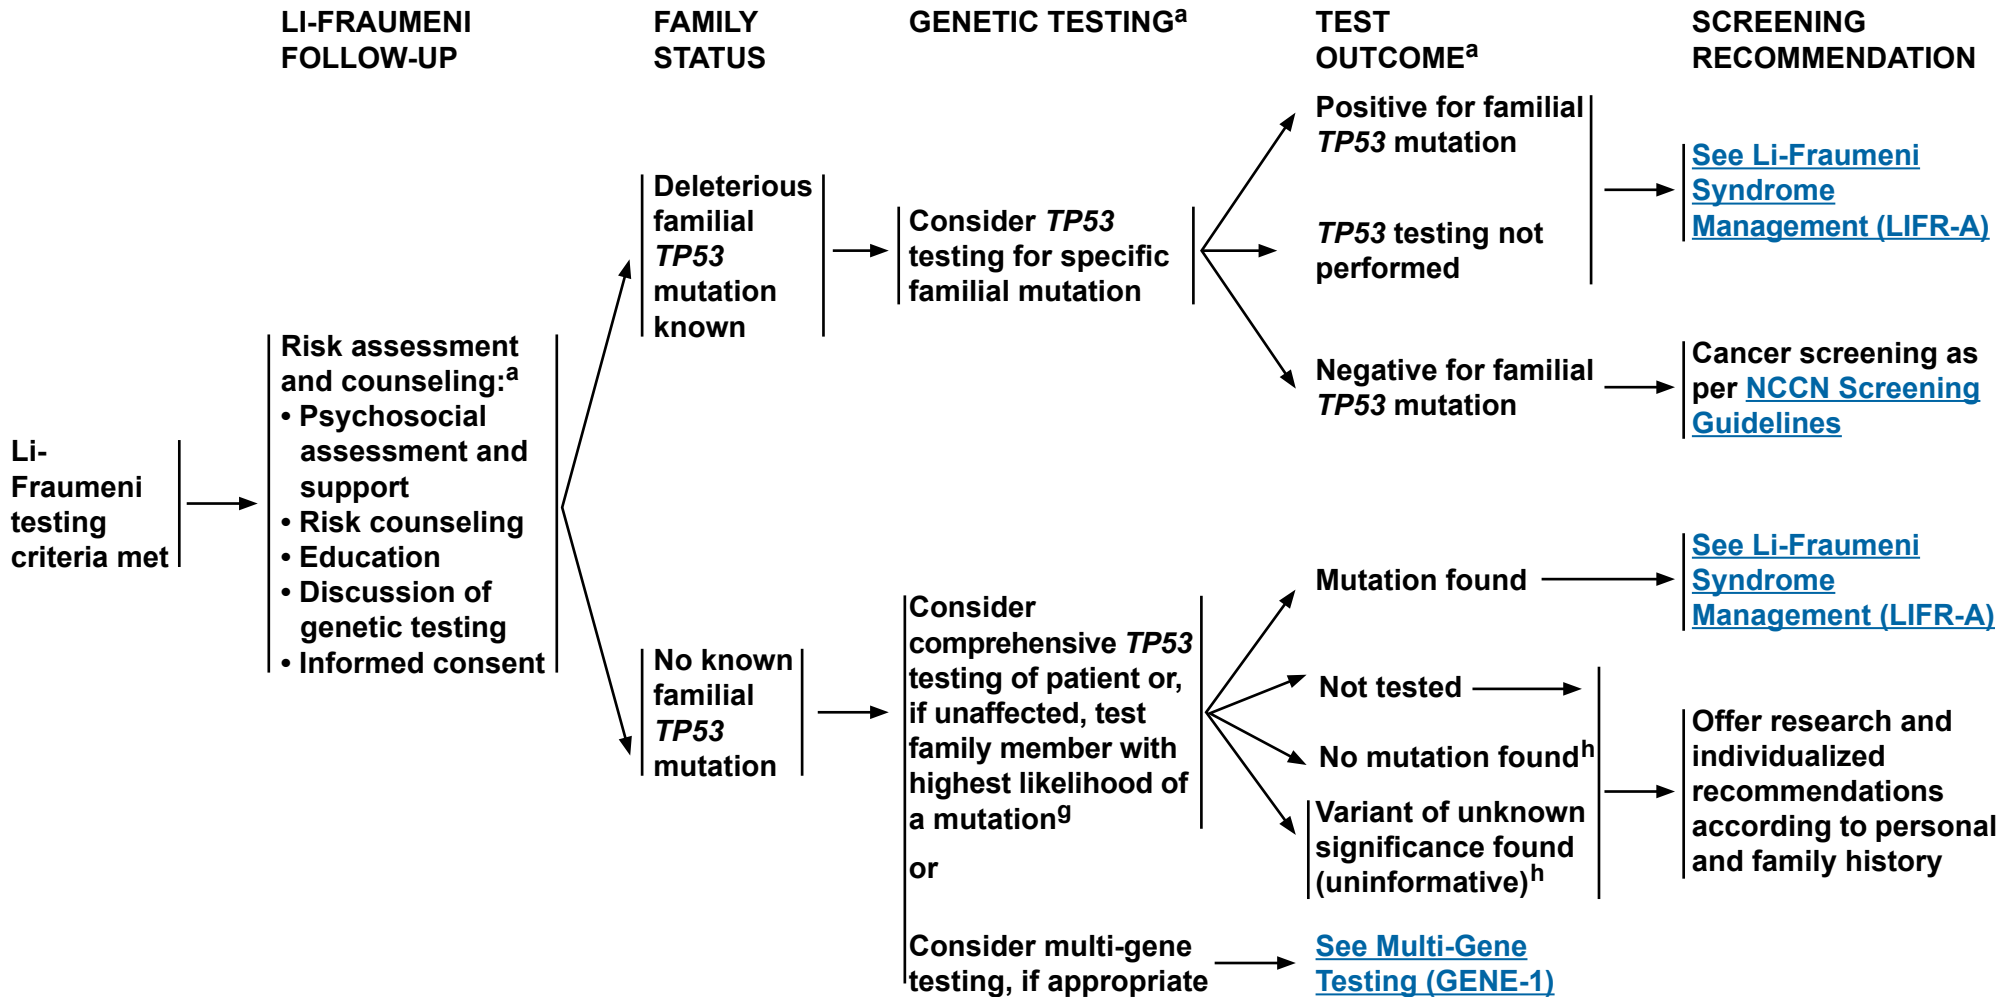 LI-FRAUMENI
FOLLOW-UP
FAMILY
STATUS
GENETIC TESTINGa
TEST
OUTCOMEa
SCREENING
RECOMMENDATION
Li-
Fraumeni
testing
criteria met
Risk assessment
and counseling:a
• Psychosocial
assessment and
support
• Risk counseling
• Education
• Discussion of
genetic testing
• Informed consent
Deleterious
familial
TP53
mutation
known
Consider TP53
testing for specific
familial mutation
Positive for familial
TP53 mutation
TP53 testing not
performed
See Li-Fraumeni
Syndrome
Management (LIFR-A)
Negative for familial
TP53 mutation
Cancer screening as
per NCCN Screening
Guidelines
No known
familial
TP53
mutation
Consider
comprehensive TP53
testing of patient or,
if unaffected, test
family member with
highest likelihood of
a mutationg
or
Consider multi-gene
testing, if appropriate
Mutation found
See Li-Fraumeni
Syndrome
Management (LIFR-A)
Not tested
No mutation foundh
Variant of unknown
significance found
(uninformative)h
Offer research and
individualized
recommendations
according to personal
and family history
See Multi-Gene
Testing (GENE-1)